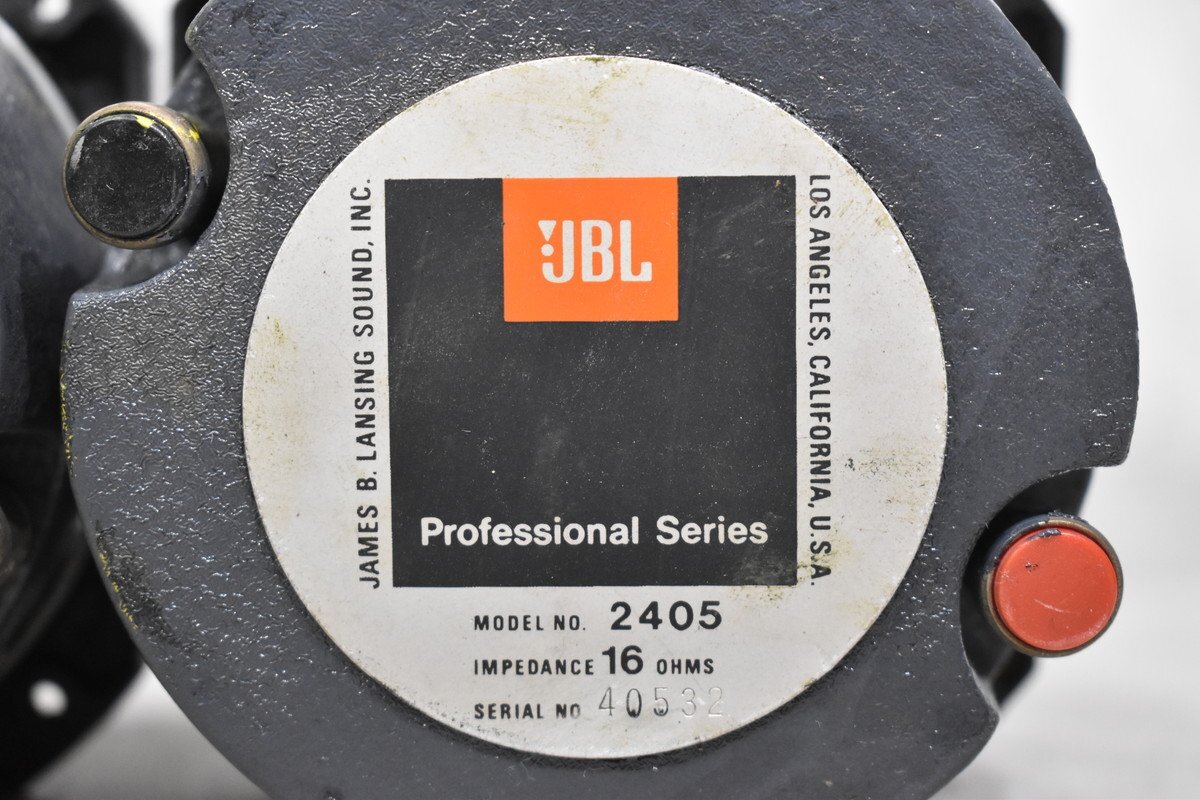 JBL
JAMES B. LANSING SOUND, INC.
LOS ANGELES, CALIFORNIA, U.S.A.
Professional Series
MODEL NO. 2405
IMPEDANCE 16 OHMS
SERIAL NO 40532